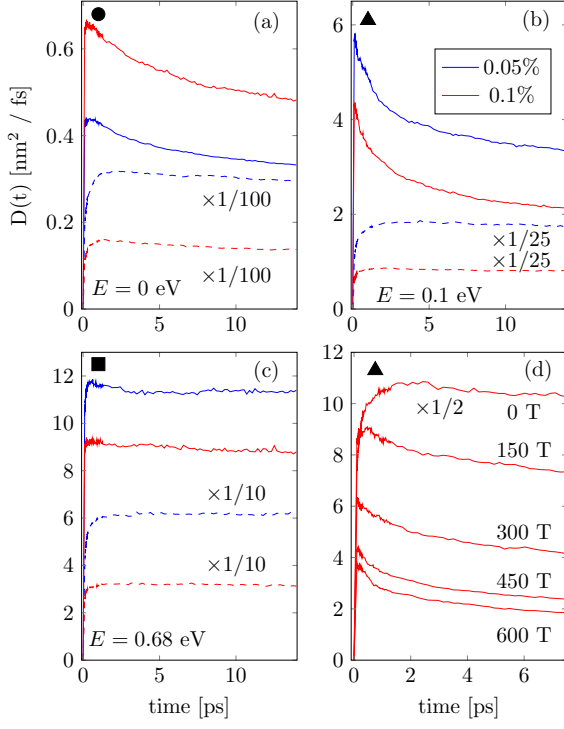 (a)
0.6
0.4
0.2
0
D(t) [nm² / fs]
×1/100
×1/100
E = 0 eV
0 5 10
(b)
6
4
2
0
0.05%
0.1%
×1/25
×1/25
E = 0.1 eV
0 5 10
(c)
12
10
8
6
4
2
0
×1/10
×1/10
E = 0.68 eV
0 5 10
time [ps]
(d)
12
10
8
6
4
2
0
×1/2
0 T
150 T
300 T
450 T
600 T
0 2 4 6
time [ps]